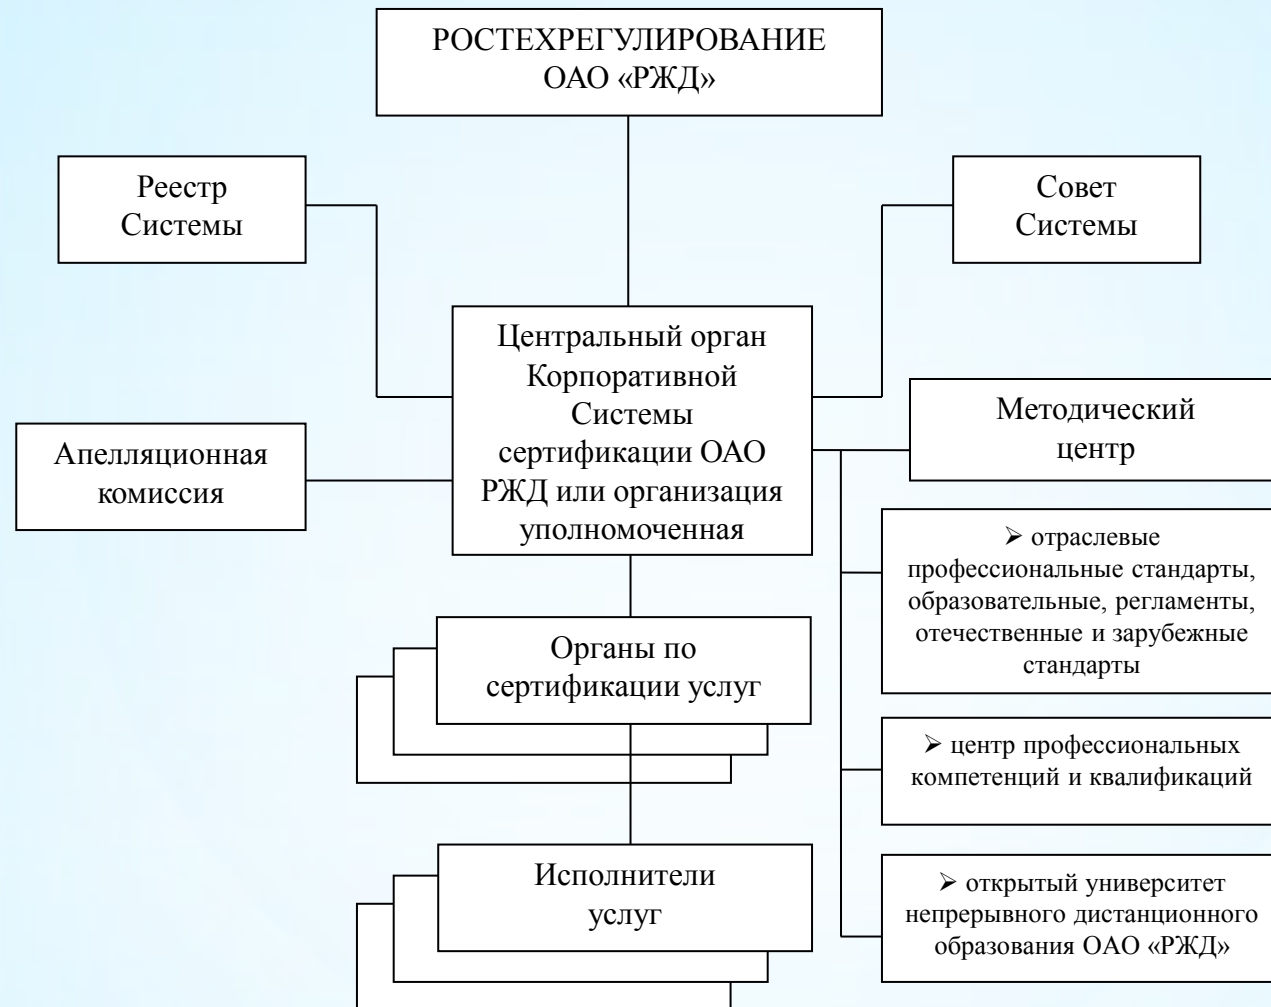 РОСТЕХРЕГУЛИРОВАНИЕ
ОАО «РЖД»
Реестр
Системы
Совет
Системы
Центральный орган
Корпоративной
Системы
сертификации ОАО
РЖД или организация
уполномоченная
Методический
центр
Апелляционная
комиссия
➢ отраслевые
профессиональные стандарты,
образовательные, регламенты,
отечественные и зарубежные
стандарты
Органы по
сертификации услуг
➢ центр профессиональных
компетенций и квалификаций
Исполнители
услуг
➢ открытый университет
непрерывного дистанционного
образования ОАО «РЖД»